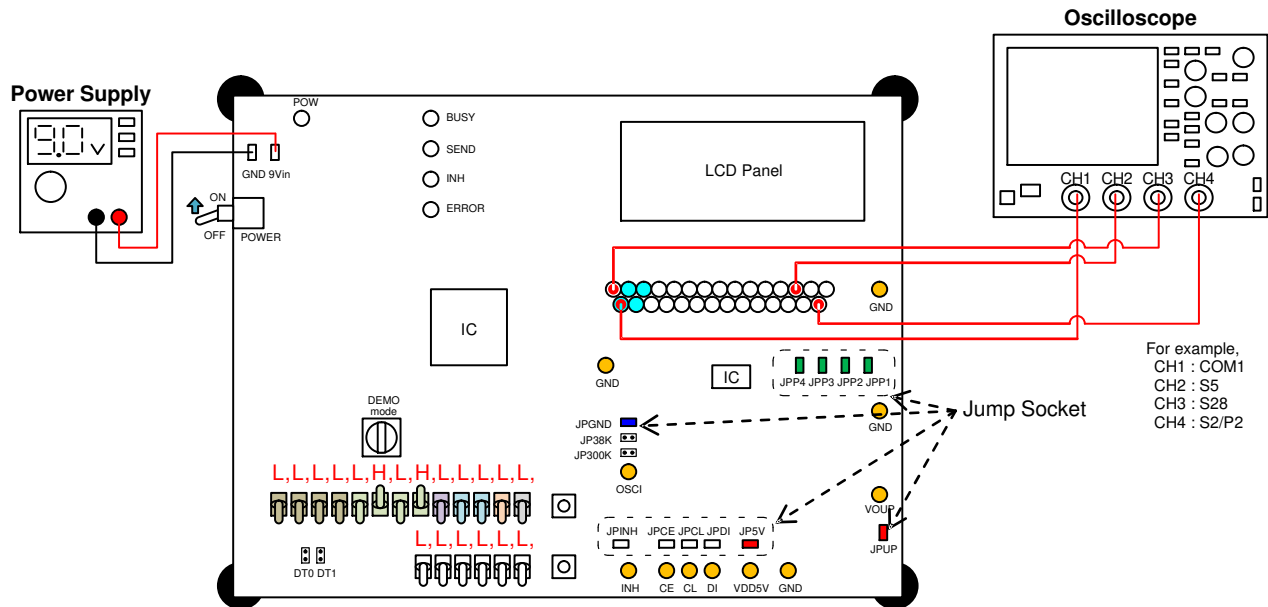 Oscilloscope
Power Supply
9.0 v
POW
BUSY
SEND
INH
ERROR
GND 9Vin
ON
OFF
POWER
LCD Panel
CH1 CH2 CH3 CH4
IC
GND
GND
IC
JPP4 JPP3 JPP2 JPP1
GND
For example,
CH1 : COM1
CH2 : S5
CH3 : S28
CH4 : S2/P2
Jump Socket
DEMO
mode
JPGND
JP38K
JP300K
OSCI
L,L,L,L,L,H,L,H,L,L,L,L,L,
VOUP
JPUP
JPINH JPCE JPCL JPDI JP5V
L,L,L,L,L,L,
DT0 DT1
INH CE CL DI VDD5V GND